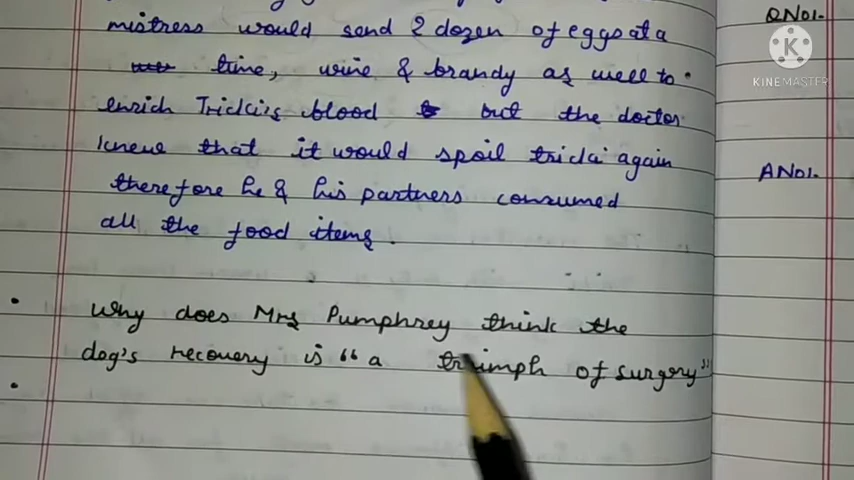 mistress would send 2 dozen of eggs at a
time, wine & brandy as well to
enrich Tricki's blood but the doctor
knew that it would spoil tricki again
therefore he & his partners consumed
all the food items.
Why does Mrs Pumphrey think the
dog's recovery is "a triumph of surgery"
QNo1.
ANo1.
K
KINEMASTER